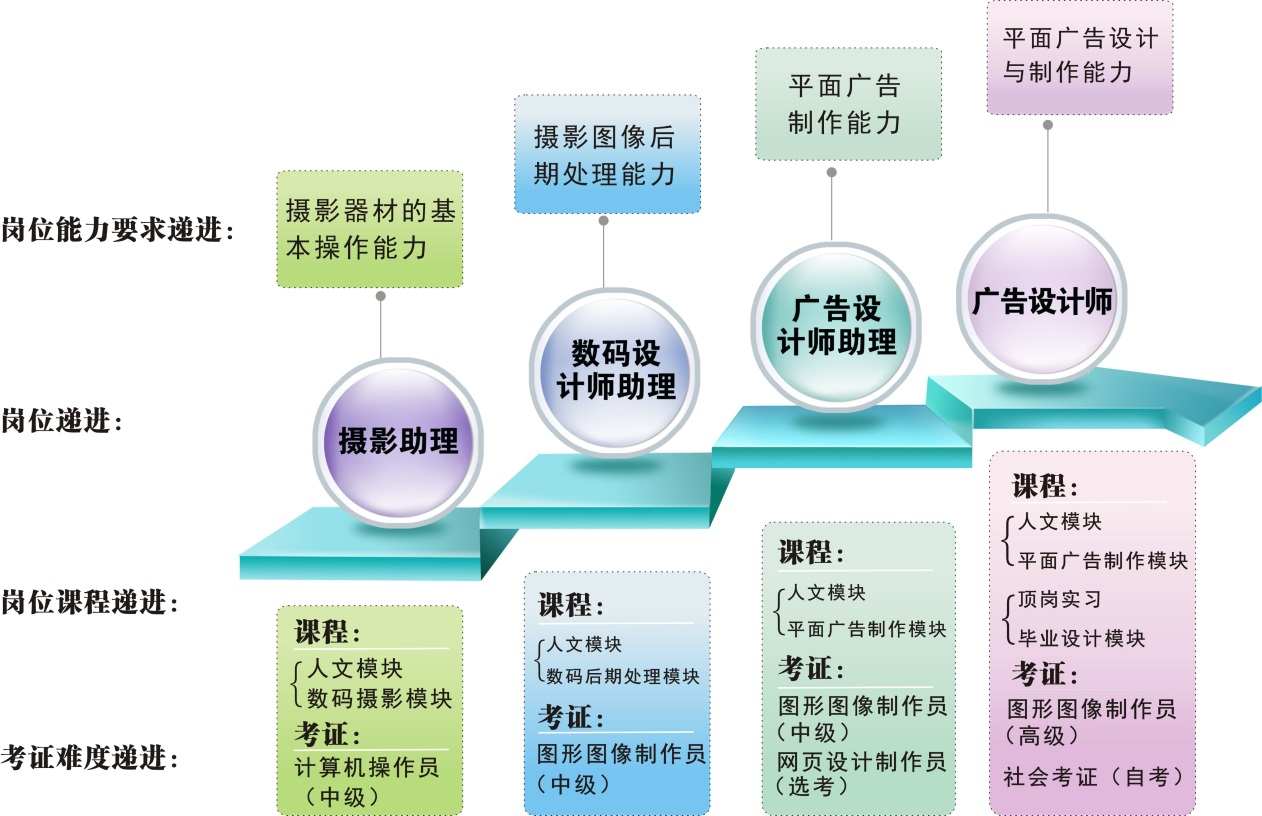 平面广告设计
与制作能力
平面广告
制作能力
摄影图像后
期处理能力
摄影器材的基
本操作能力
岗位能力要求递进：
广告设计师
广告设
计师助理
数码设
计师助理
摄影助理
岗位递进：
岗位课程递进：
考证难度递进：
课程：
人文模块
数码摄影模块
考证：
计算机操作员
（中级）
课程：
人文模块
数码后期处理模块
考证：
图形图像制作员
（中级）
课程：
人文模块
平面广告制作模块
考证：
图形图像制作员
（中级）
网页设计制作员
（选考）
课程：
人文模块
平面广告制作模块
顶岗实习
毕业设计模块
考证：
图形图像制作员
（高级）
社会考证（自考）